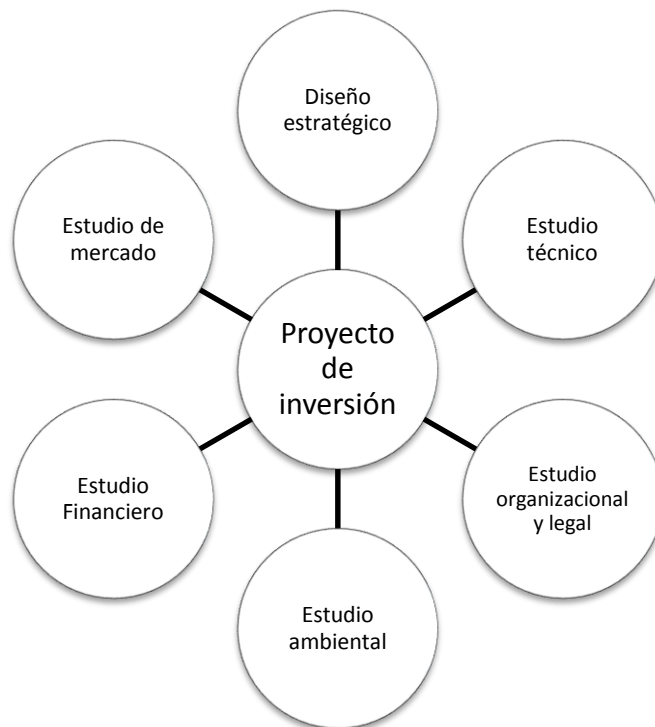 Diseño
estratégico
Estudio de
mercado
Estudio
técnico
Proyecto
de
inversión
Estudio
Financiero
Estudio
organizacional
y legal
Estudio
ambiental